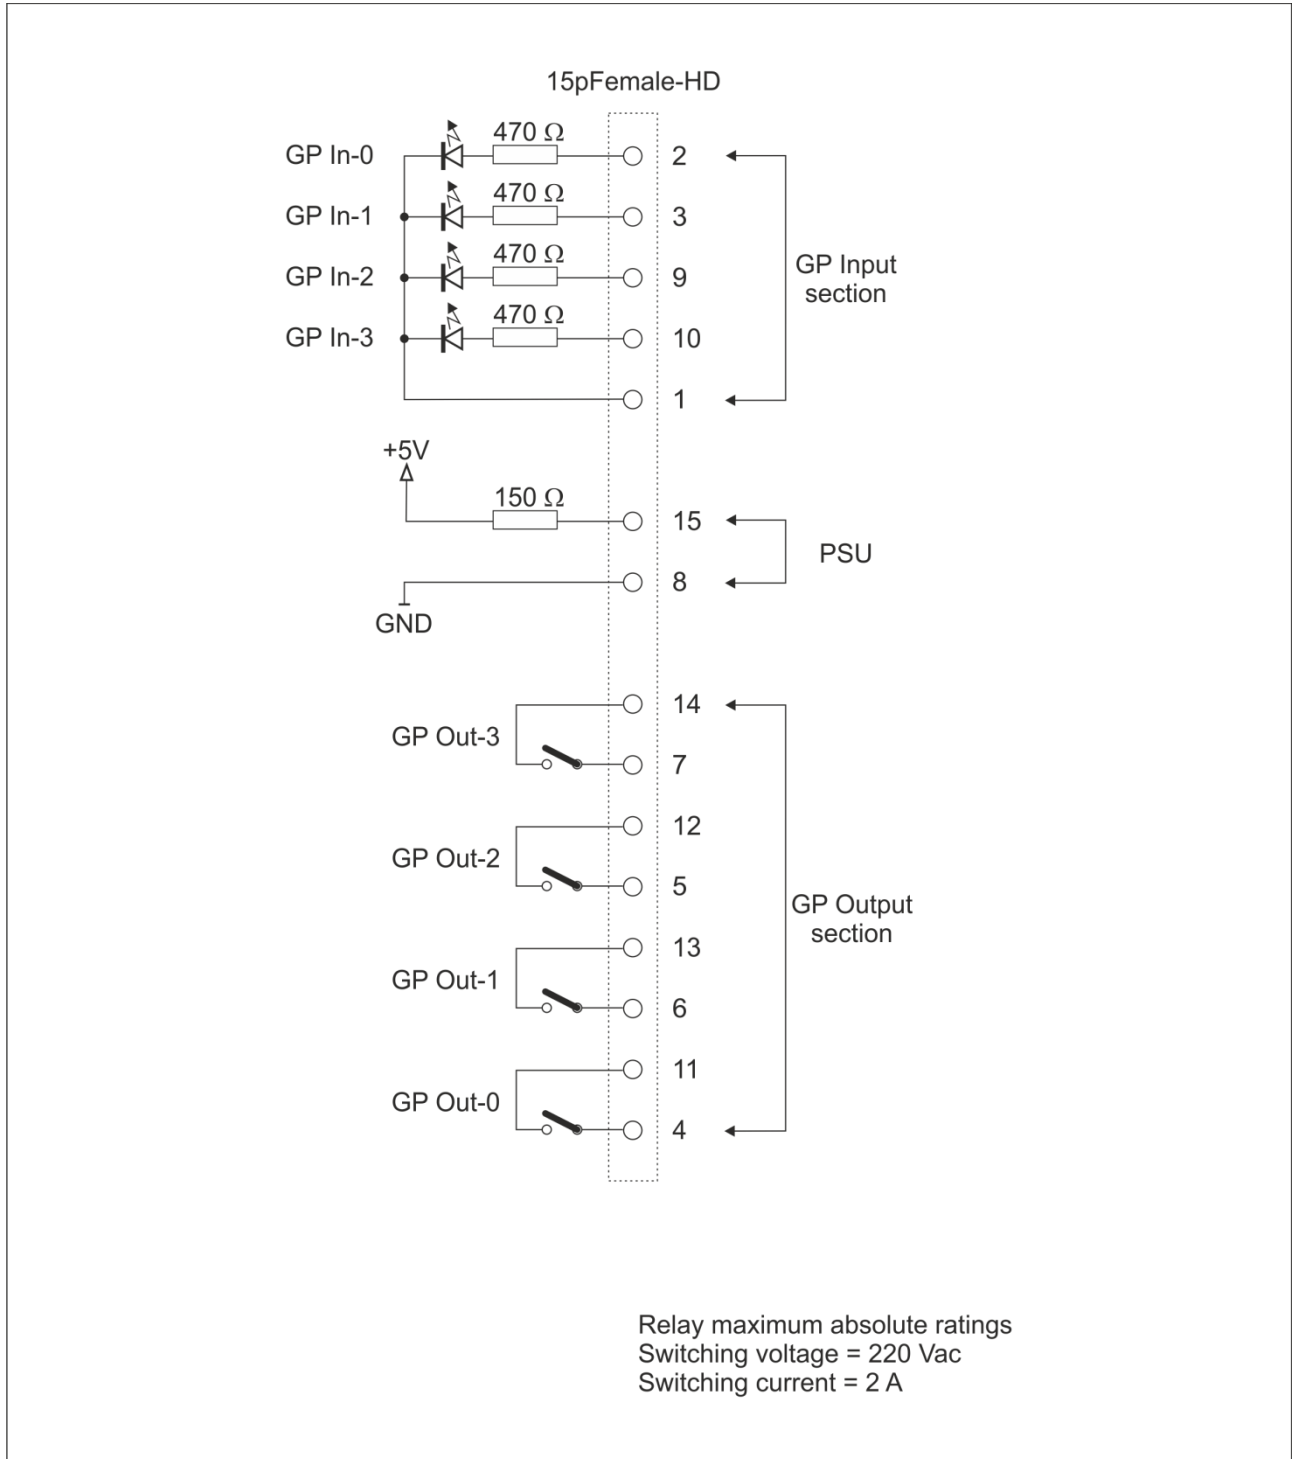 15pFemale-HD
GP In-0
470 Ω
2
GP In-1
470 Ω
3
GP In-2
470 Ω
9
GP In-3
470 Ω
10
1
GP Input
section
+5V
150 Ω
15
PSU
8
GND
14
GP Out-3
7
12
GP Out-2
5
GP Output
section
13
GP Out-1
6
11
GP Out-0
4
Relay maximum absolute ratings
Switching voltage = 220 Vac
Switching current = 2 A